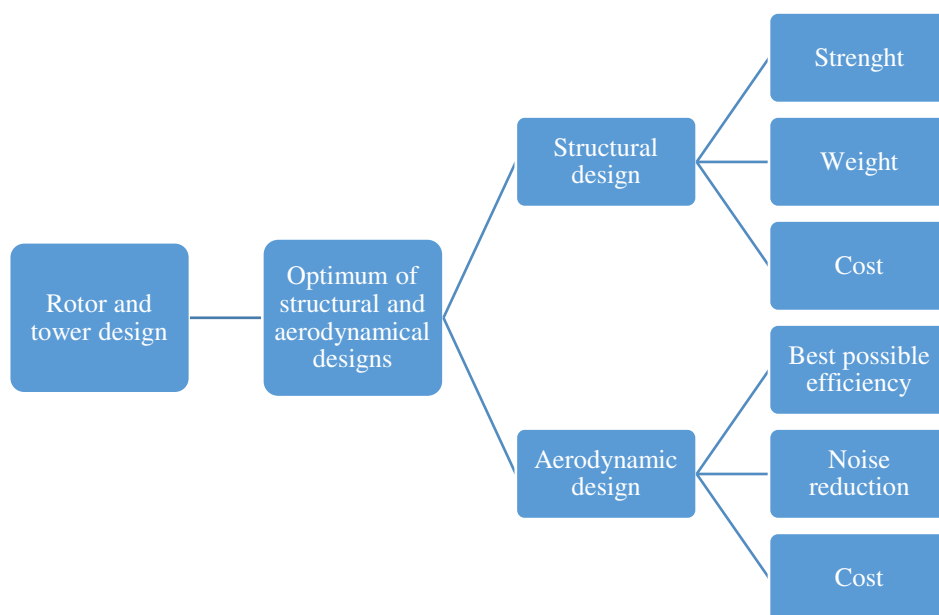 Rotor and
tower design
Optimum of
structural and
aerodynamical
designs
Structural
design
Strenght
Weight
Cost
Aerodynamic
design
Best possible
efficiency
Noise
reduction
Cost